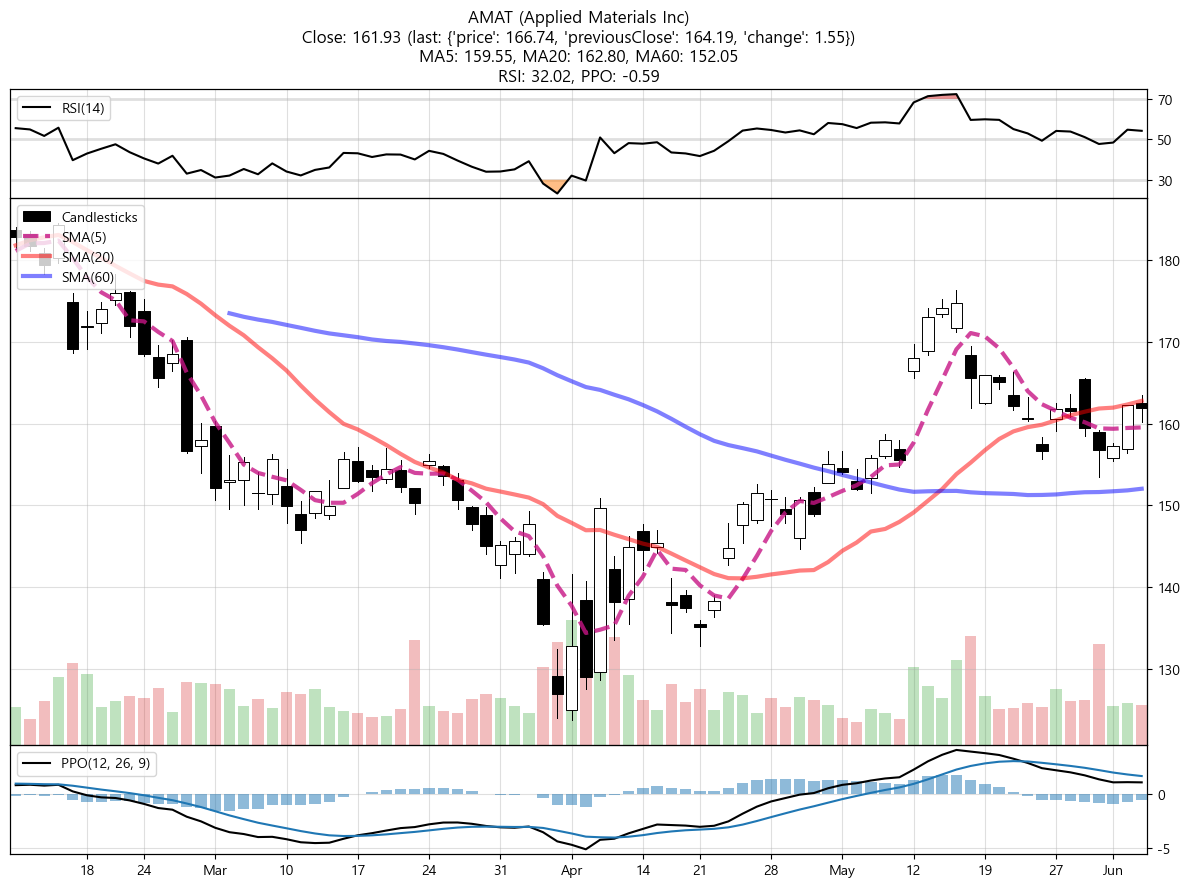 AMAT (Applied Materials Inc)
Close: 161.93 (last: {'price': 166.74, 'previousClose': 164.19, 'change': 1.55})
MA5: 159.55, MA20: 162.80, MA60: 152.05
RSI: 32.02, PPO: -0.59
RSI(14)
70
50
30
Candlesticks
SMA(5)
SMA(20)
SMA(60)
180
170
160
150
140
130
PPO(12, 26, 9)
0
-5
18 24 Mar 10 17 24 Apr 14 21 28 May 12 19 27 Jun